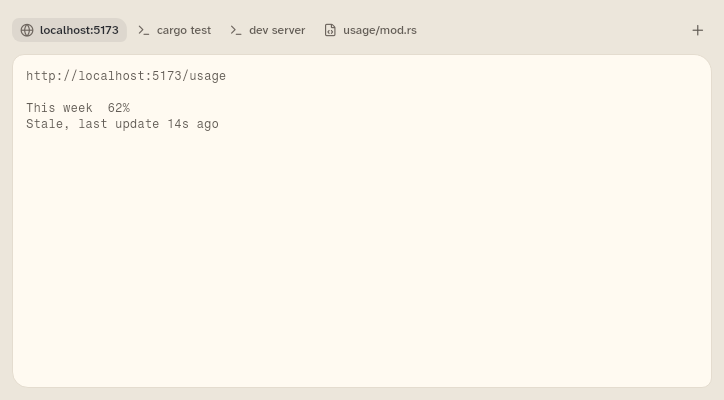 localhost:5173
cargo test
dev server
usage/mod.rs
http://localhost:5173/usage
This week  62%
Stale, last update 14s ago